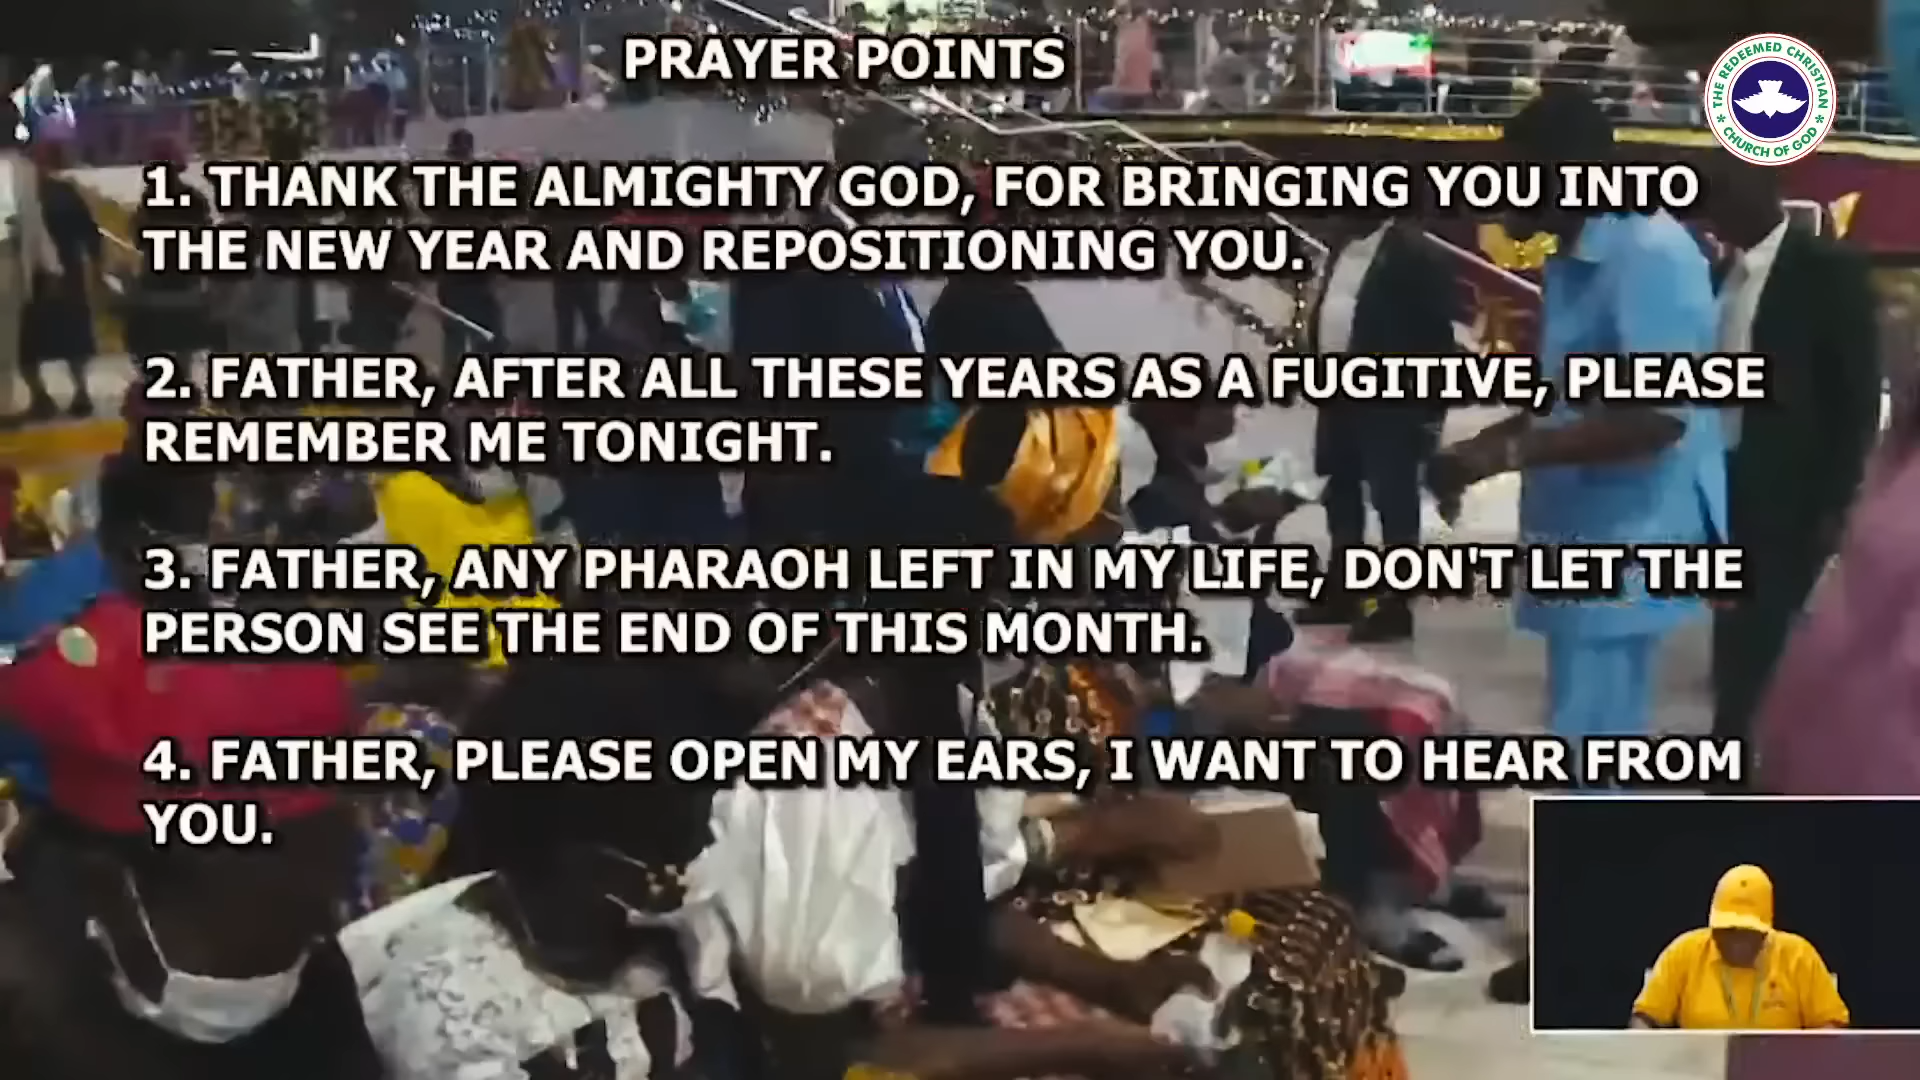 PRAYER POINTS
THE REDEEMED CHRISTIAN
CHURCH OF GOD
1. THANK THE ALMIGHTY GOD, FOR BRINGING YOU INTO
THE NEW YEAR AND REPOSITIONING YOU.
2. FATHER, AFTER ALL THESE YEARS AS A FUGITIVE, PLEASE
REMEMBER ME TONIGHT.
3. FATHER, ANY PHARAOH LEFT IN MY LIFE, DON'T LET THE
PERSON SEE THE END OF THIS MONTH.
4. FATHER, PLEASE OPEN MY EARS, I WANT TO HEAR FROM
YOU.